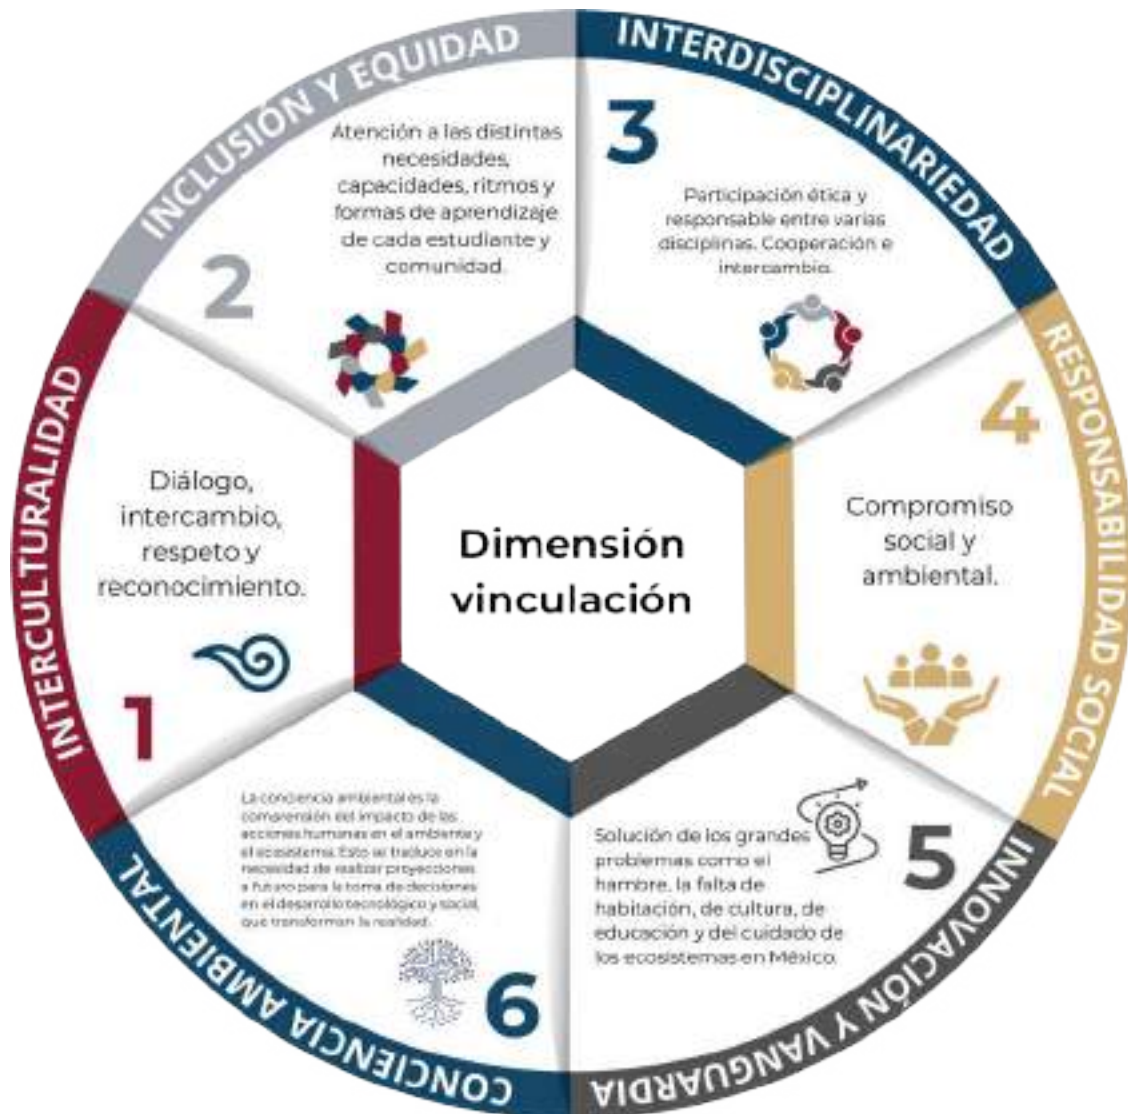 Dimensión
vinculación
INTERCULTURALIDAD
1
Diálogo,
intercambio,
respeto y
reconocimiento.
INCLUSIÓN Y EQUIDAD
2
Atención a las distintas
necesidades,
capacidades, ritmos y
formas de aprendizaje
de cada estudiante y
comunidad.
INTERDISCIPLINARIEDAD
3
Participación ética y
responsable entre varias
disciplinas. Cooperación e
intercambio.
RESPONSABILIDAD SOCIAL
4
Compromiso
social y
ambiental.
INNOVACIÓN Y VANGUARDIA
5
Solución de los grandes
problemas como el
hambre, la falta de
habitación, de cultura, de
educación y del cuidado de
los ecosistemas en México.
CONCIENCIA AMBIENTAL
6
La conciencia ambiental es la
comprensión del impacto de las
acciones humanas en el ambiente y
el ecosistema. Esto se traduce en la
necesidad de realizar proyecciones
a futuro para la toma de decisiones
en el desarollo tecnológico y social,
que transforman la realidad.